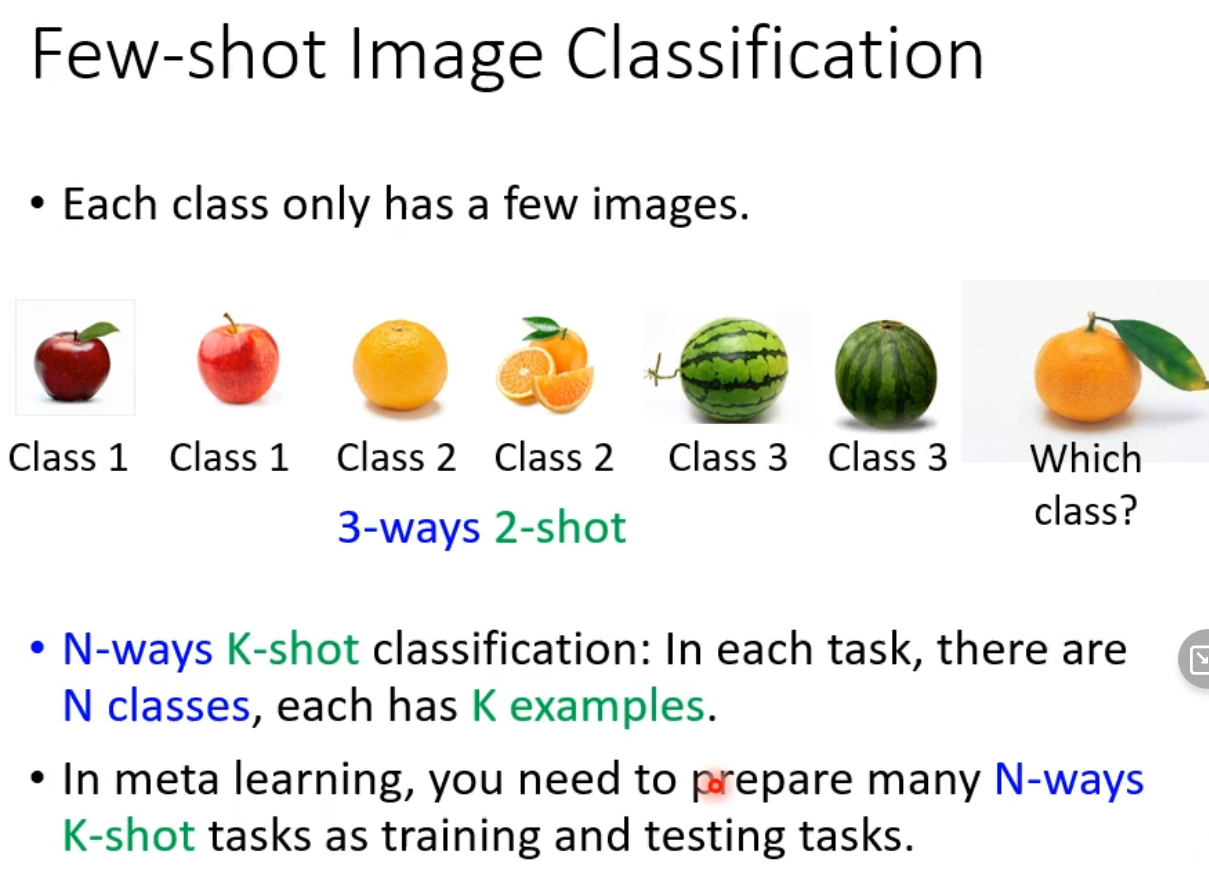 Few-shot Image Classification
• Each class only has a few images.
Class 1 Class 1 Class 2 Class 2 Class 3 Class 3 Which
class?
3-ways 2-shot
• N-ways K-shot classification: In each task, there are
N classes, each has K examples.
• In meta learning, you need to prepare many N-ways
K-shot tasks as training and testing tasks.